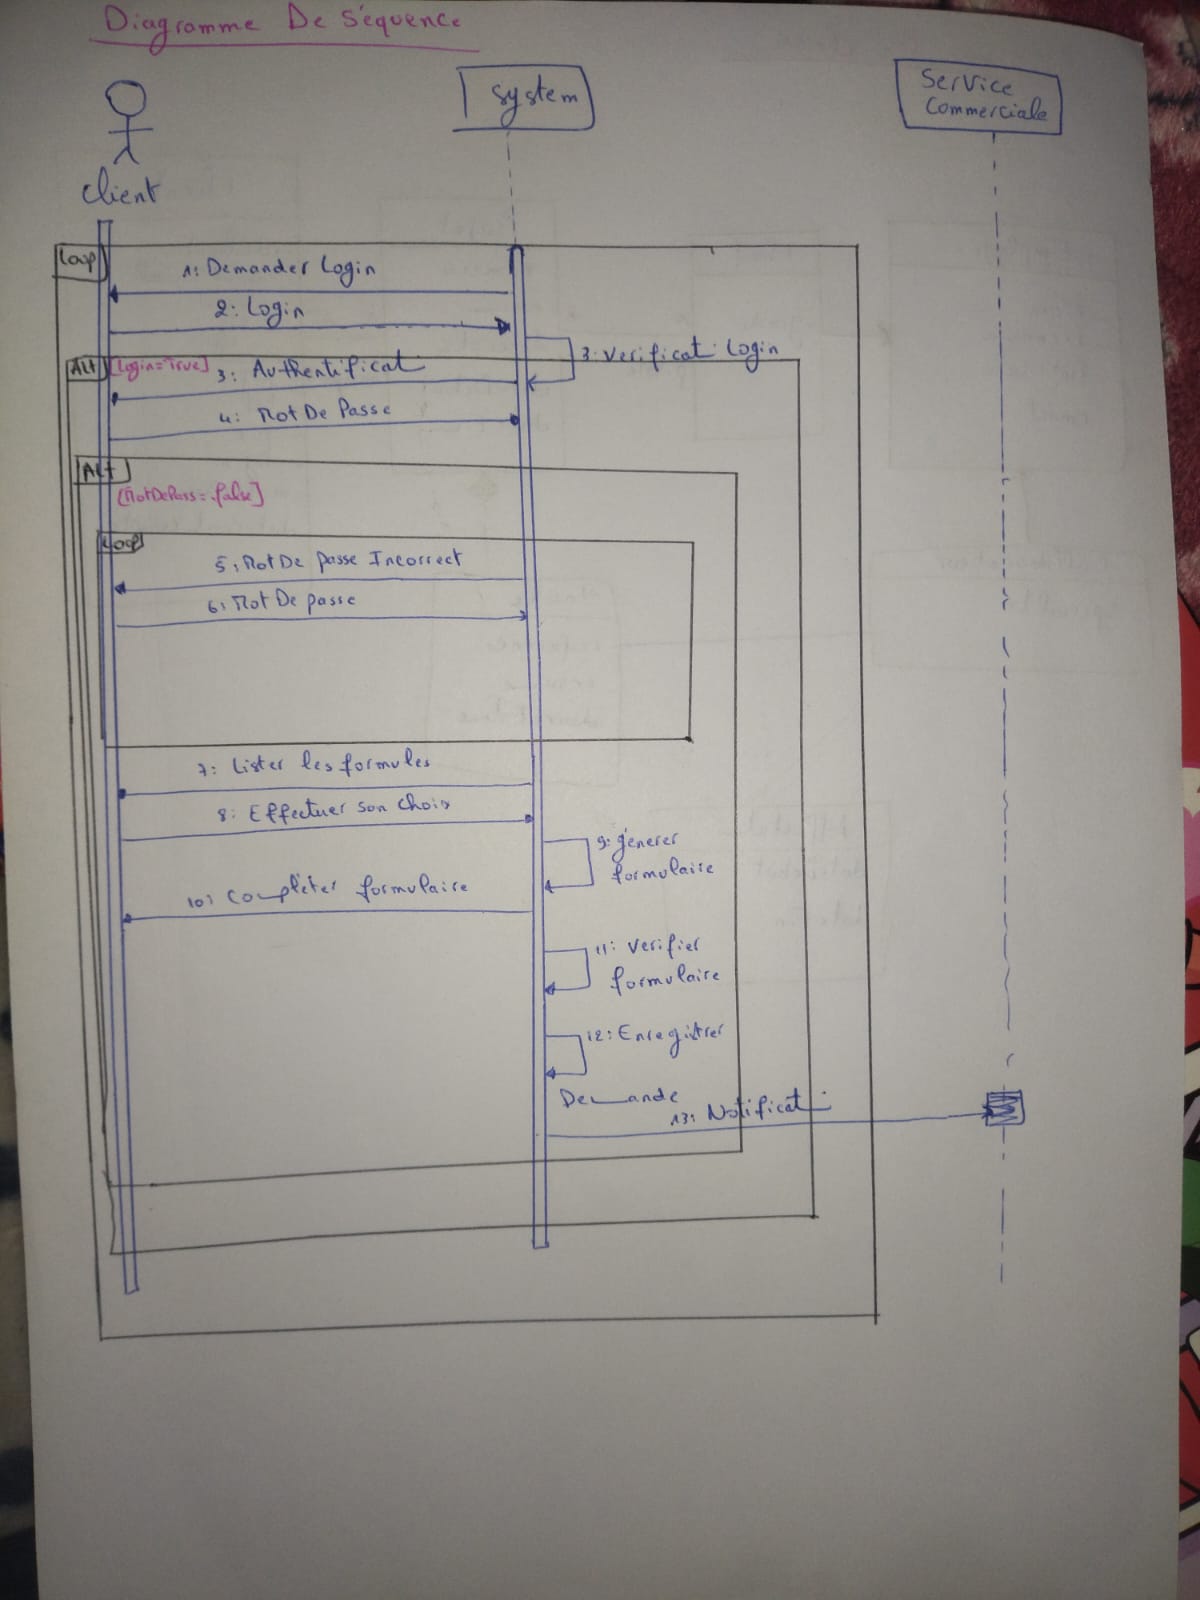 Diagramme De Séquence
System
Service
Commerciale
Client
Loop
1: Demander Login
2: Login
3: Verificat° Login
Alt
[Login=True]
3: Authentificat°
4: Mot De Passe
Alt
[MotDePass=false]
Loop
5: Mot De passe Incorrect
6: Mot De passe
7: Lister les formules
8: Effectuer son choix
9: génerer
formulaire
10: Compléter formulaire
11: Verifier
formulaire
12: Enregistrer
Demande
13: Notificat°